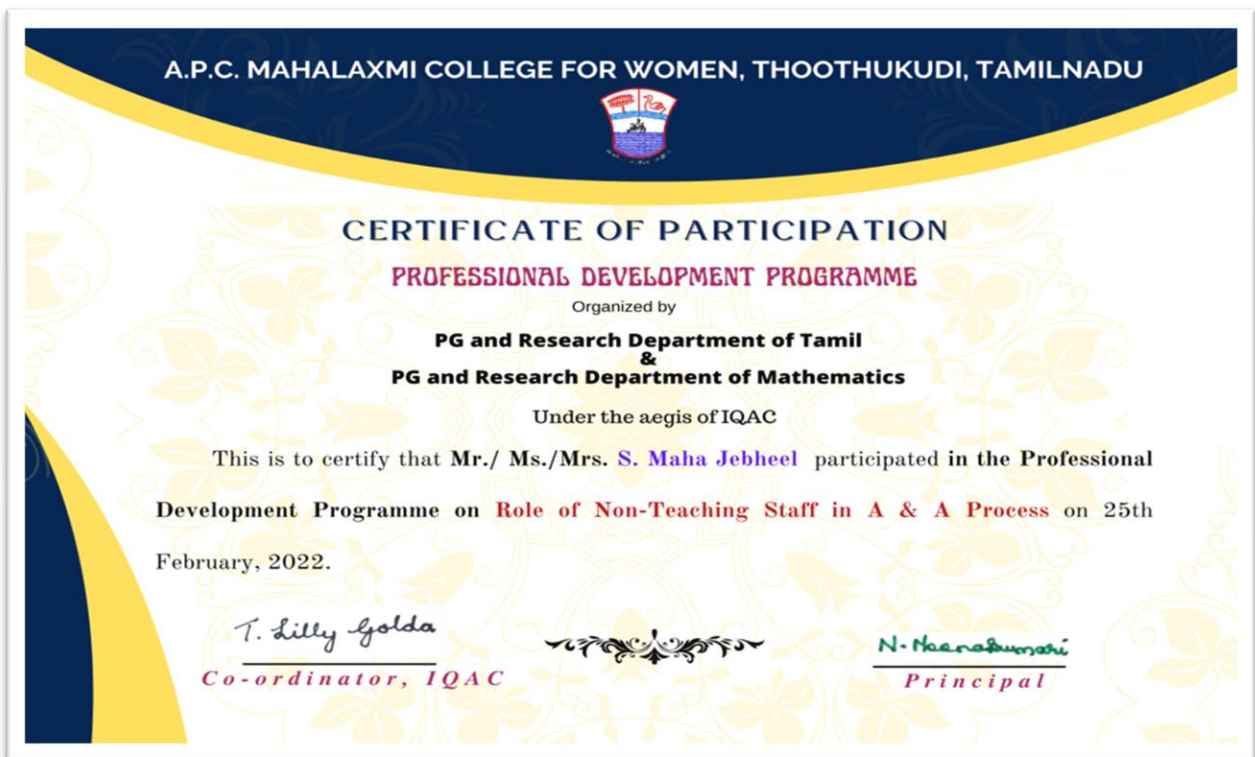 A.P.C. MAHALAXMI COLLEGE FOR WOMEN, THOOTHUKUDI, TAMILNADU
CERTIFICATE OF PARTICIPATION
PROFESSIONAL DEVELOPMENT PROGRAMME
Organized by
PG and Research Department of Tamil
&
PG and Research Department of Mathematics
Under the aegis of IQAC
This is to certify that Mr./ Ms./Mrs. S. Maha Jebheel participated in the Professional
Development Programme on Role of Non-Teaching Staff in A & A Process on 25th
February, 2022.
T. Lilly Golda
Co-ordinator, IQAC
N. Meenakumari
Principal